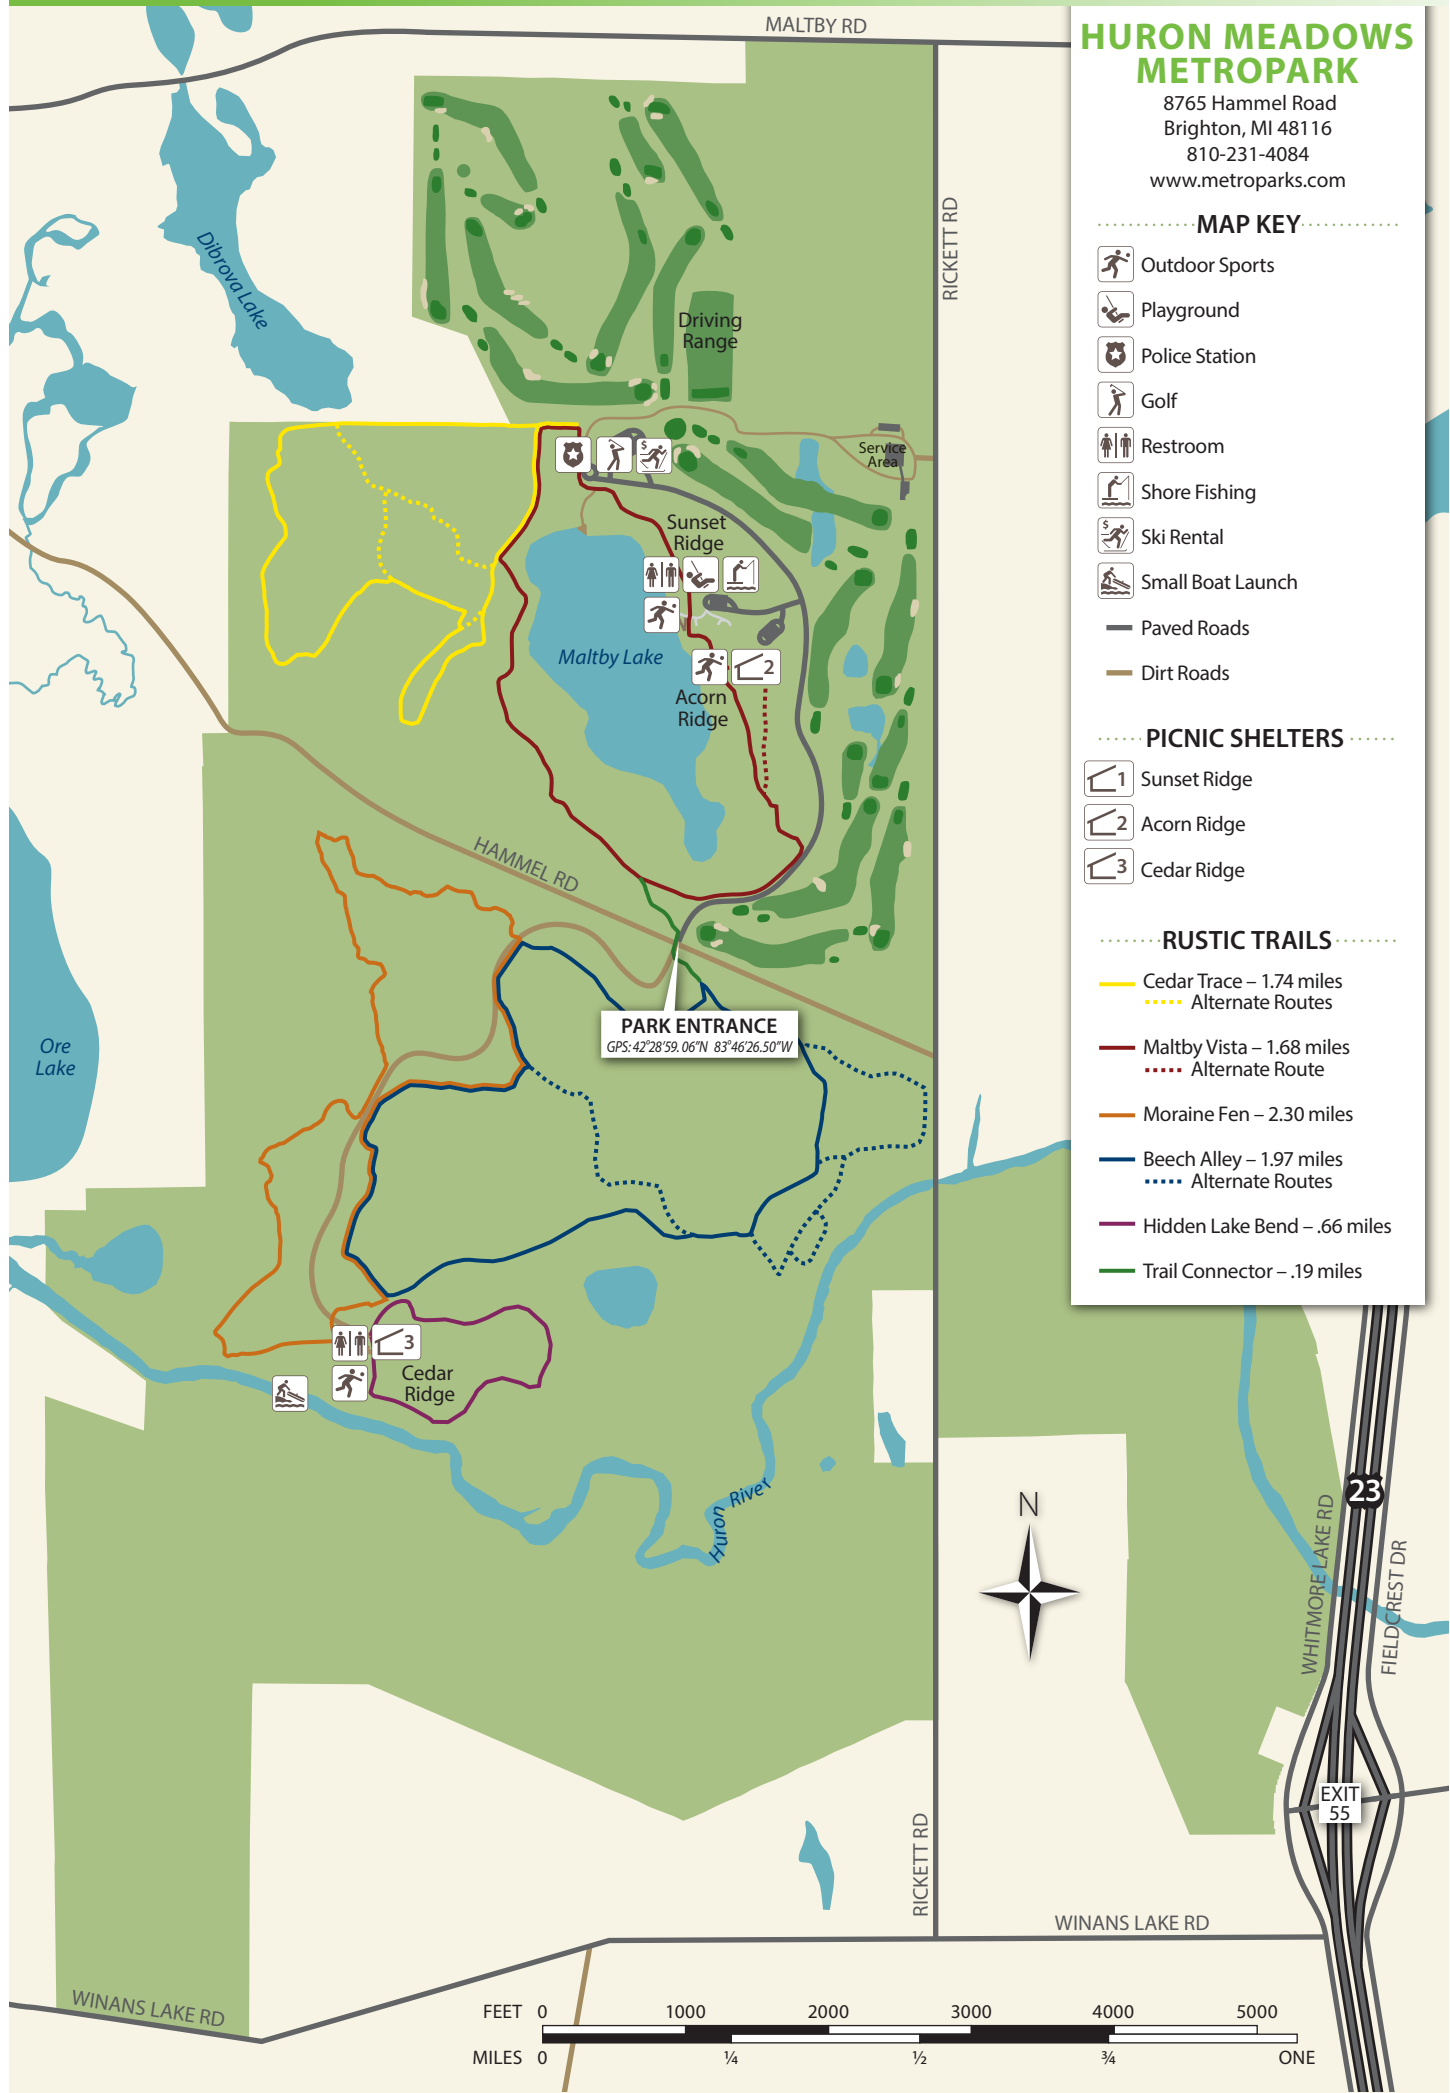 MALTBY RD
HURON MEADOWS
METROPARK
8765 Hammel Road
Brighton, MI 48116
810-231-4084
www.metroparks.com
MAP KEY
Outdoor Sports
Playground
Police Station
Golf
Restroom
Shore Fishing
$
Ski Rental
Small Boat Launch
Paved Roads
Dirt Roads
PICNIC SHELTERS
1
Sunset Ridge
2
Acorn Ridge
3
Cedar Ridge
RUSTIC TRAILS
Cedar Trace – 1.74 miles
Alternate Routes
Maltby Vista – 1.68 miles
Alternate Route
Moraine Fen – 2.30 miles
Beech Alley – 1.97 miles
Alternate Routes
Hidden Lake Bend – .66 miles
Trail Connector – .19 miles
RICKETT RD
Dibrova Lake
Driving
Range
$
Service
Area
Sunset
Ridge
Maltby Lake
2
Acorn
Ridge
HAMMEL RD
PARK ENTRANCE
GPS: 42°28'59. 06"N 83°46'26.50"W
Ore
Lake
3
Cedar
Ridge
Huron River
N
23
WHITMORE LAKE RD
FIELDCREST DR
EXIT
55
RICKETT RD
WINANS LAKE RD
WINANS LAKE RD
FEET 0 1000 2000 3000 4000 5000
MILES 0 ¼ ½ ¾ ONE